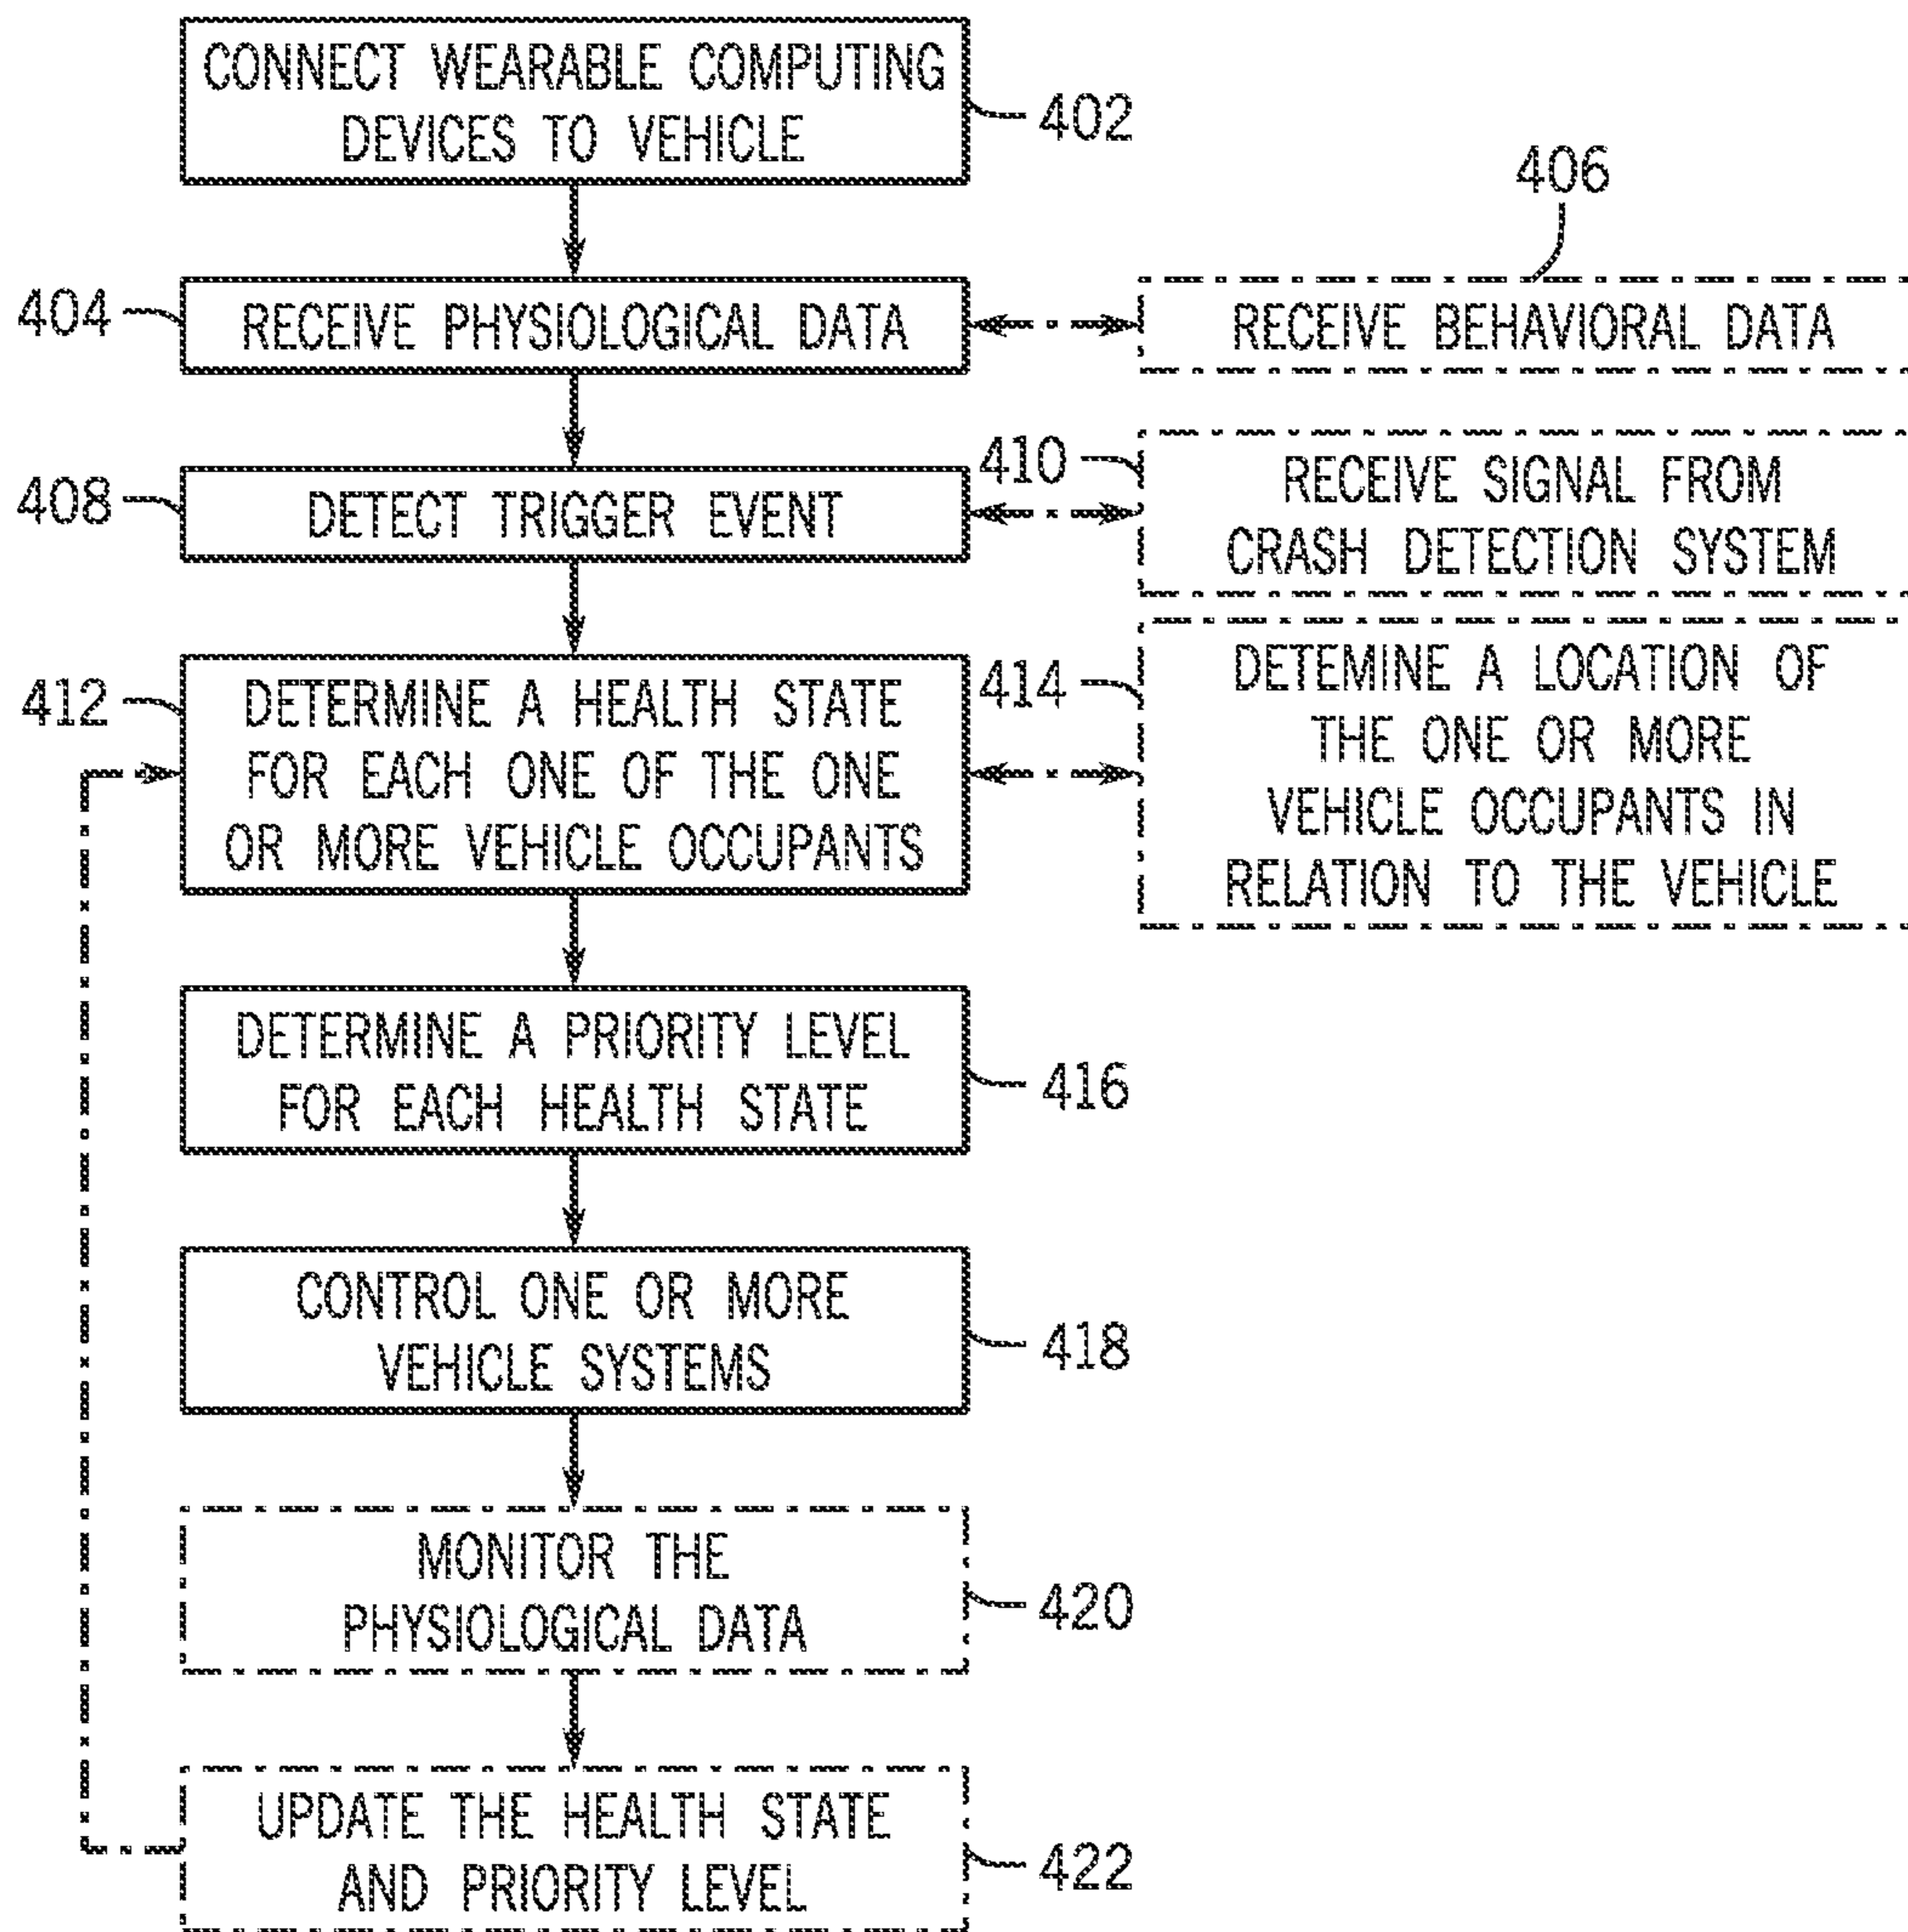 CONNECT WEARABLE COMPUTING
DEVICES TO VEHICLE
402
406
404
RECEIVE PHYSIOLOGICAL DATA
RECEIVE BEHAVIORAL DATA
408
DETECT TRIGGER EVENT
410
RECEIVE SIGNAL FROM
CRASH DETECTION SYSTEM
412
DETERMINE A HEALTH STATE
FOR EACH ONE OF THE ONE
OR MORE VEHICLE OCCUPANTS
414
DETEMINE A LOCATION OF
THE ONE OR MORE
VEHICLE OCCUPANTS IN
RELATION TO THE VEHICLE
DETERMINE A PRIORITY LEVEL
FOR EACH HEALTH STATE
416
CONTROL ONE OR MORE
VEHICLE SYSTEMS
418
MONITOR THE
PHYSIOLOGICAL DATA
420
UPDATE THE HEALTH STATE
AND PRIORITY LEVEL
422